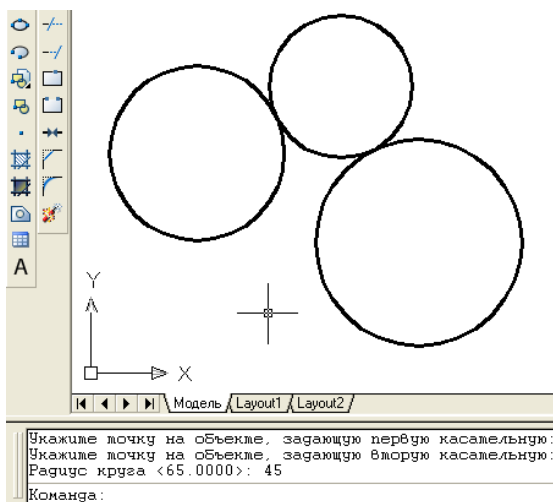 A
Y
X
Модель Layout1 Layout2
Укажите точку на объекте, задающую первую касательную:
Укажите точку на объекте, задающую вторую касательную:
Радиус круга <65.0000>: 45
Команда: